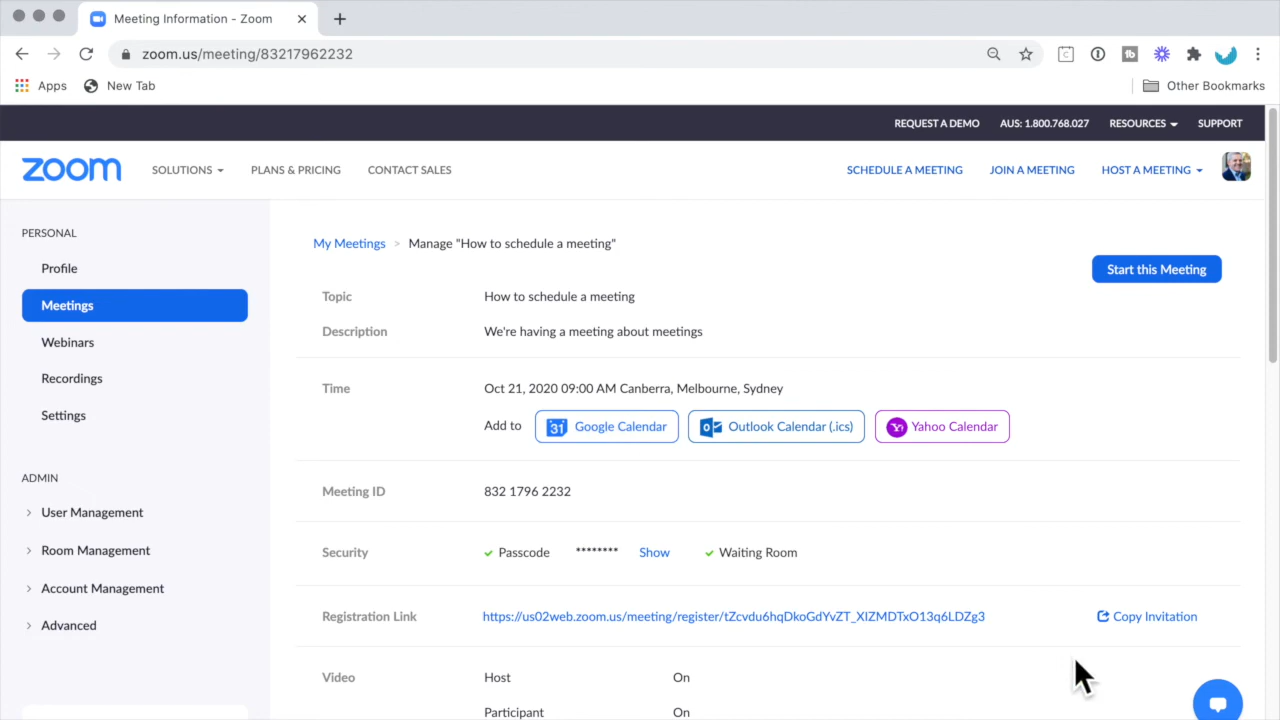 Meeting Information - Zoom
zoom.us/meeting/83217962232
Apps New Tab Other Bookmarks
REQUEST A DEMO AUS: 1.800.768.027 RESOURCES SUPPORT
zoom SOLUTIONS PLANS & PRICING CONTACT SALES SCHEDULE A MEETING JOIN A MEETING HOST A MEETING
PERSONAL
Profile
Meetings
Webinars
Recordings
Settings
ADMIN
User Management
Room Management
Account Management
Advanced
My Meetings > Manage "How to schedule a meeting"
Start this Meeting
Topic How to schedule a meeting
Description We're having a meeting about meetings
Time Oct 21, 2020 09:00 AM Canberra, Melbourne, Sydney
Add to 31 Google Calendar Outlook Calendar (.ics) Yahoo Calendar
Meeting ID 832 1796 2232
Security Passcode ******** Show Waiting Room
Registration Link https://us02web.zoom.us/meeting/register/tZcvdu6hqDkoGdYvZT_XIZMDTxO13q6LDZg3 Copy Invitation
Video Host On
Participant On